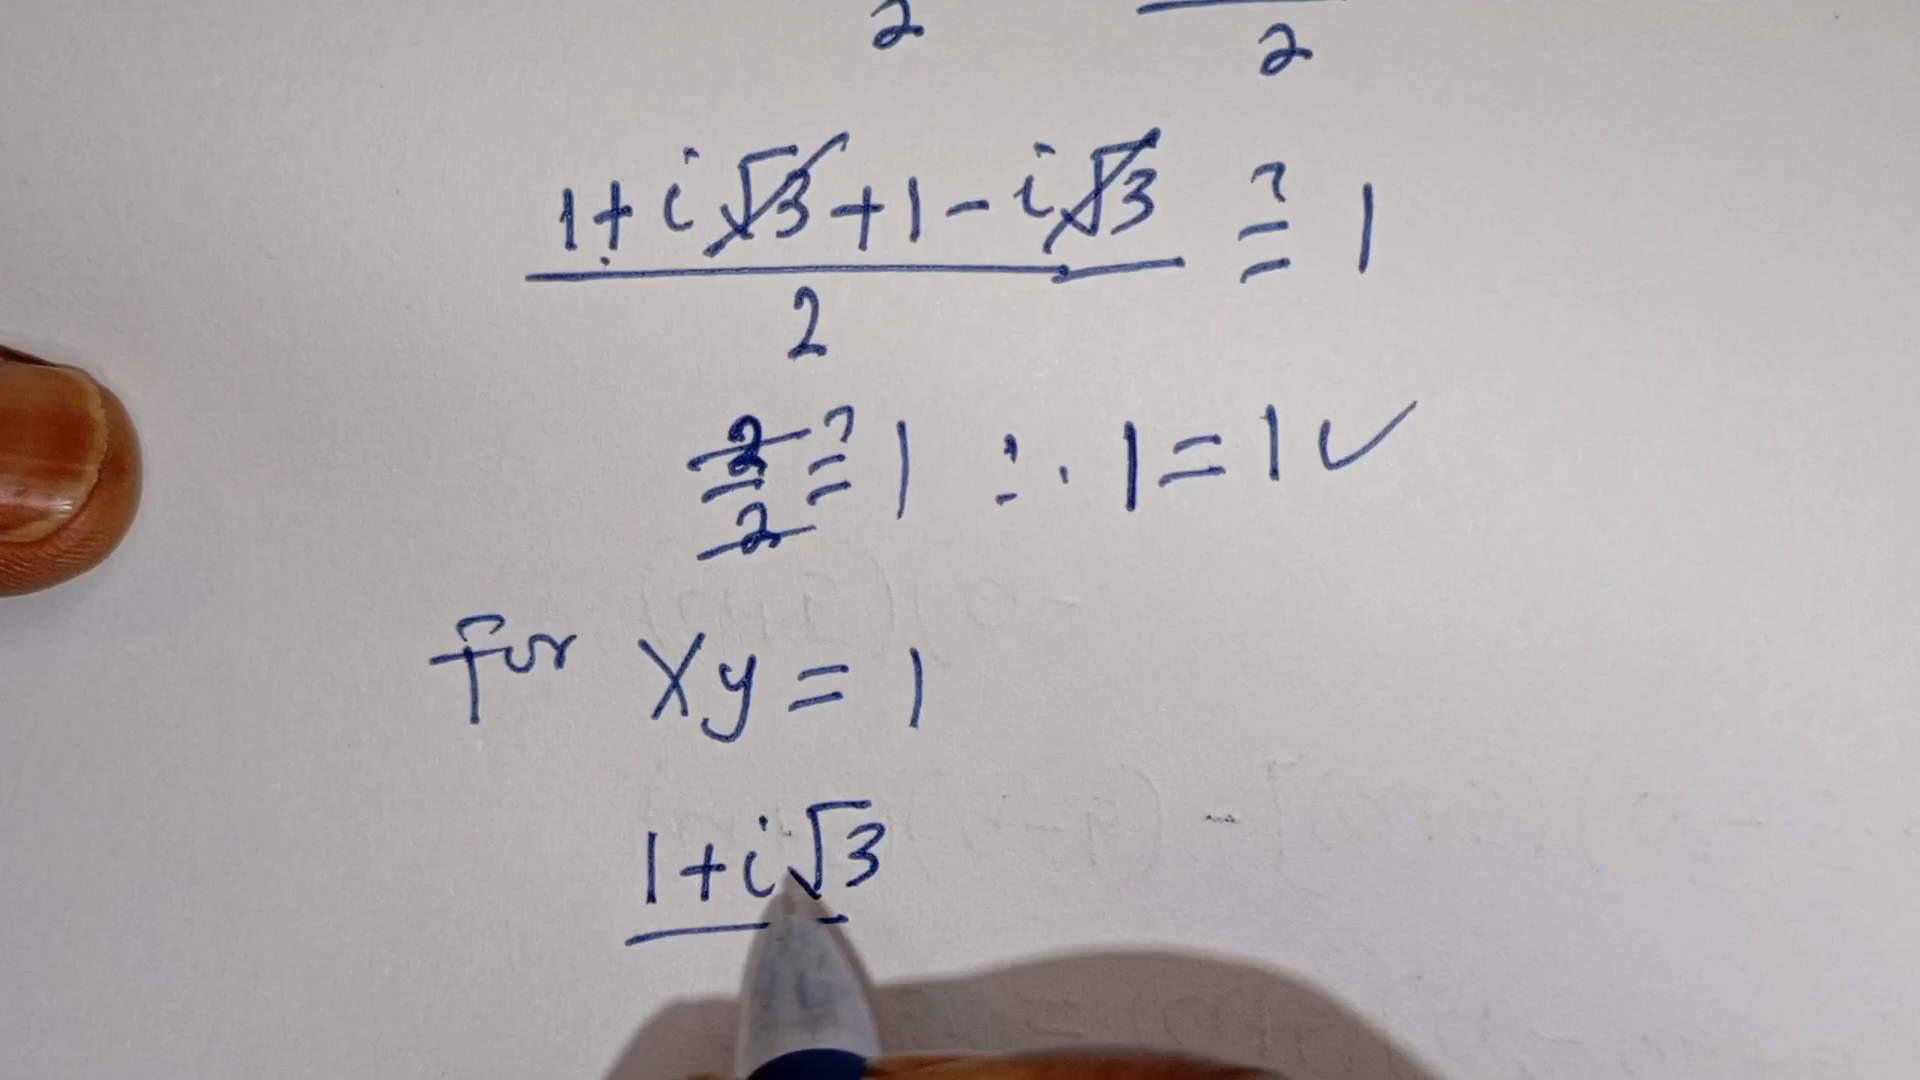 2 2
1+i√3+1-i√3 ≟ 1
2
2/2 ≟ 1 ∴ 1=1✓
for xy=1
1+i√3